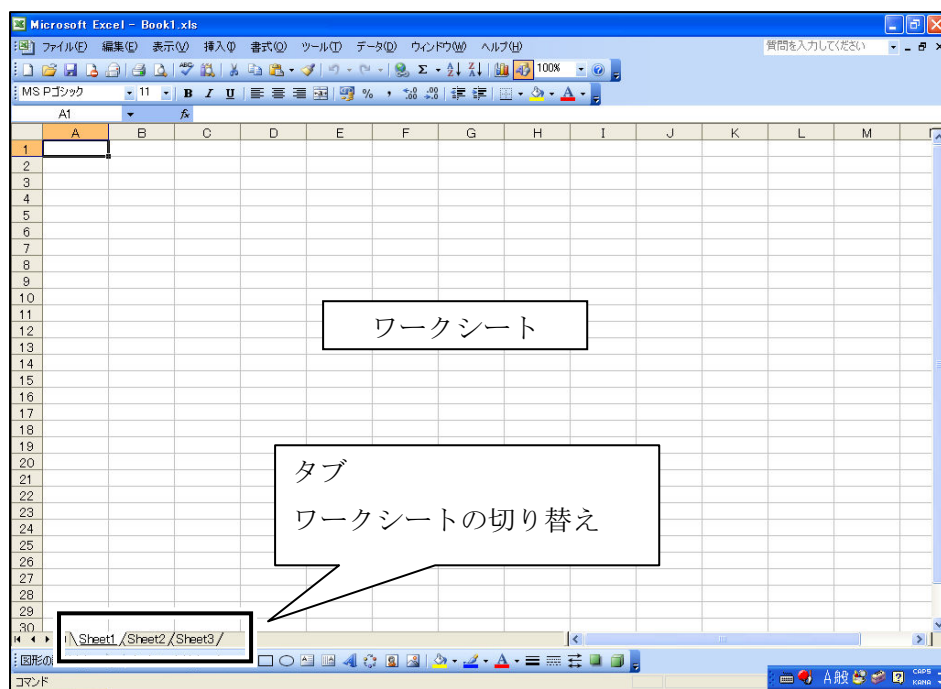 Microsoft Excel - Book1.xls
ファイル(F) 編集(E) 表示(V) 挿入(I) 書式(O) ツール(T) データ(D) ウィンドウ(W) ヘルプ(H) 質問を入力してください
100%
MS Pゴシック 11 B I U
A1 fx
A B C D E F G H I J K L M
1
2
3
4
5
6
7
8
9
10
11
12
13
14
15
16
17
18
19
20
21
22
23
24
25
26
27
28
29
30
ワークシート
タブ
ワークシートの切り替え
Sheet1 Sheet2 Sheet3
図形の
コマンド
A般 CAPS
KANA